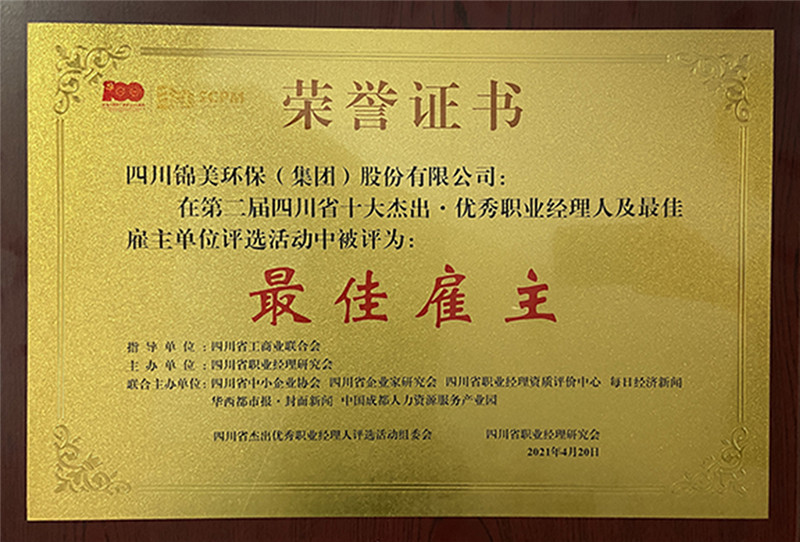 荣誉证书
四川锦美环保（集团）股份有限公司：
在第二届四川省十大杰出·优秀职业经理人及最佳
雇主单位评选活动中被评为：
最佳雇主
指导单位：四川省工商业联合会
主办单位：四川省职业经理研究会
联合主办单位：四川省中小企业协会 四川省企业家研究会 四川省职业经理资质评价中心 每日经济新闻
华西都市报·封面新闻 中国成都人力资源服务产业园
四川省杰出优秀职业经理人评选活动组委会 四川省职业经理研究会
2021年4月20日